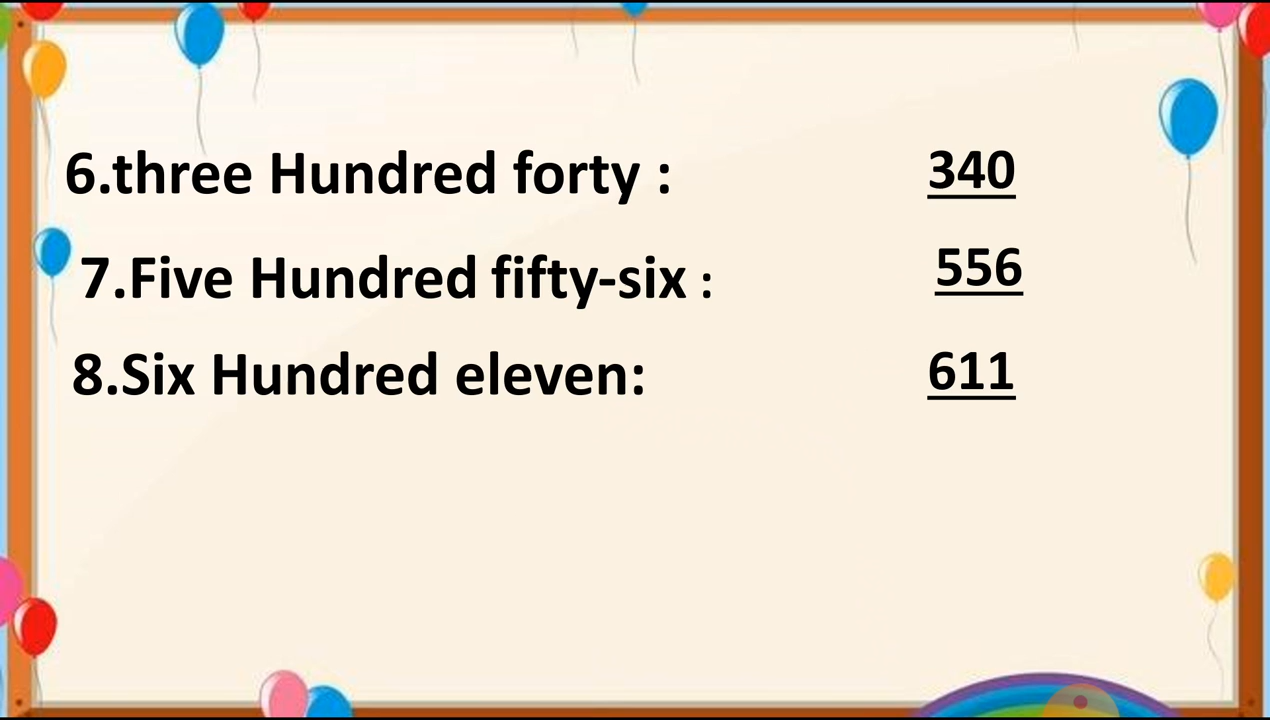 6.three Hundred forty : 340
7.Five Hundred fifty-six : 556
8.Six Hundred eleven: 611